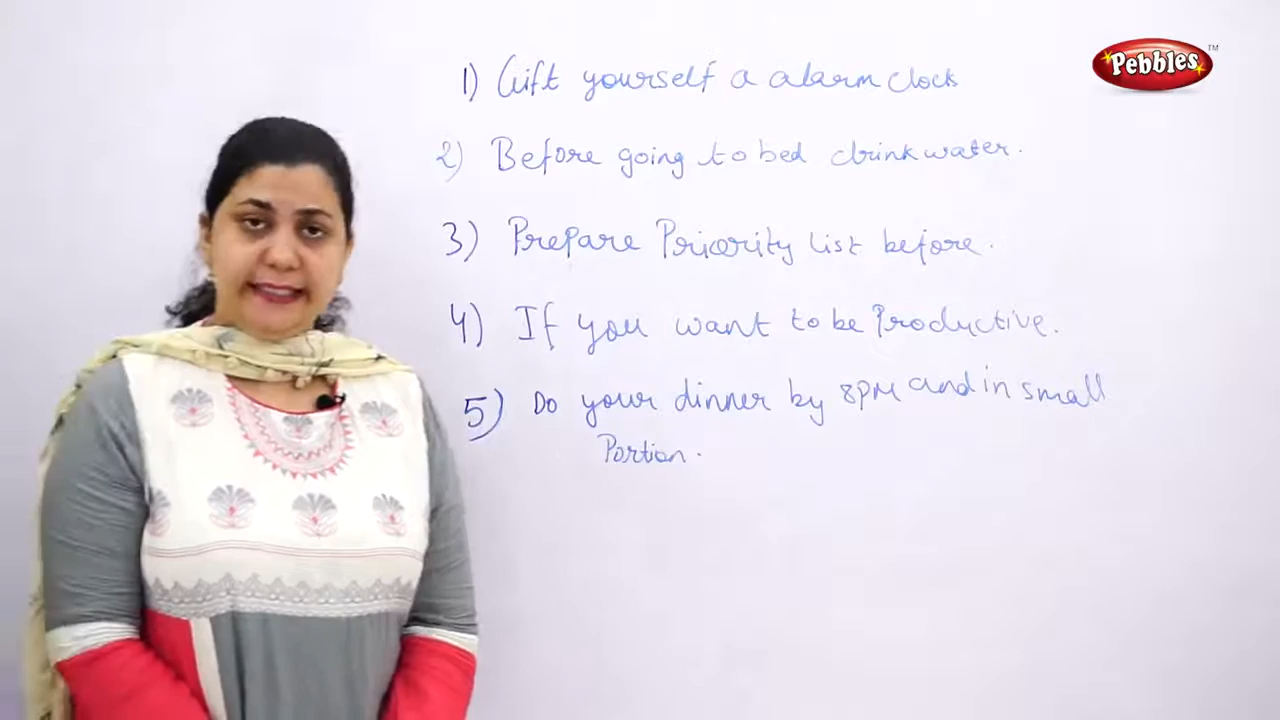 Pebbles™
1) Gift yourself a alarm clock
2) Before going to bed drink water.
3) Prepare Priority list before.
4) If you want to be Productive.
5) Do your dinner by 8PM and in small
Portion.